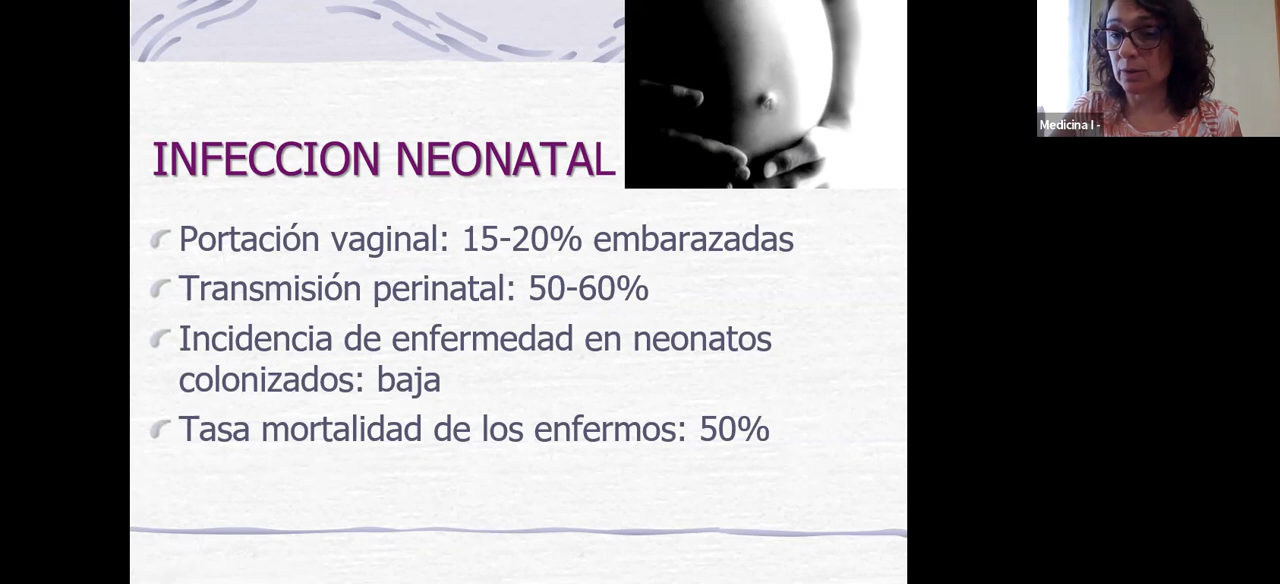 INFECCION NEONATAL
Portación vaginal: 15-20% embarazadas
Transmisión perinatal: 50-60%
Incidencia de enfermedad en neonatos
colonizados: baja
Tasa mortalidad de los enfermos: 50%
Medicina I -